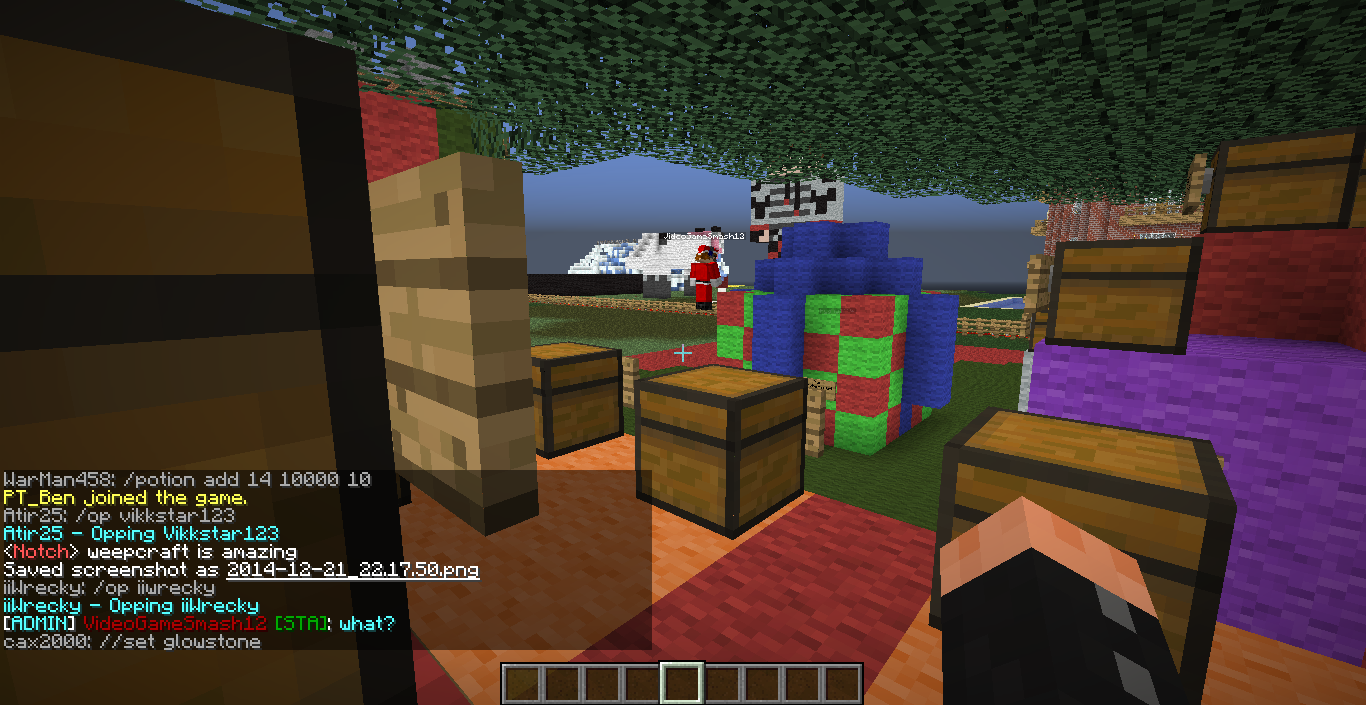 VideoGameSmash12
WarMan458: /potion add 14 10000 10
PT_Ben joined the game.
Atir25: /op vikkstar123
Atir25 - Opping Vikkstar123
<Notch> weepcraft is amazing
Saved screenshot as 2014-12-21_22.17.50.png
iiWrecky: /op iiwrecky
iiWrecky - Opping iiWrecky
[ADMIN] VideoGameSmash12 [STA]: what?
cax2000: //set glowstone